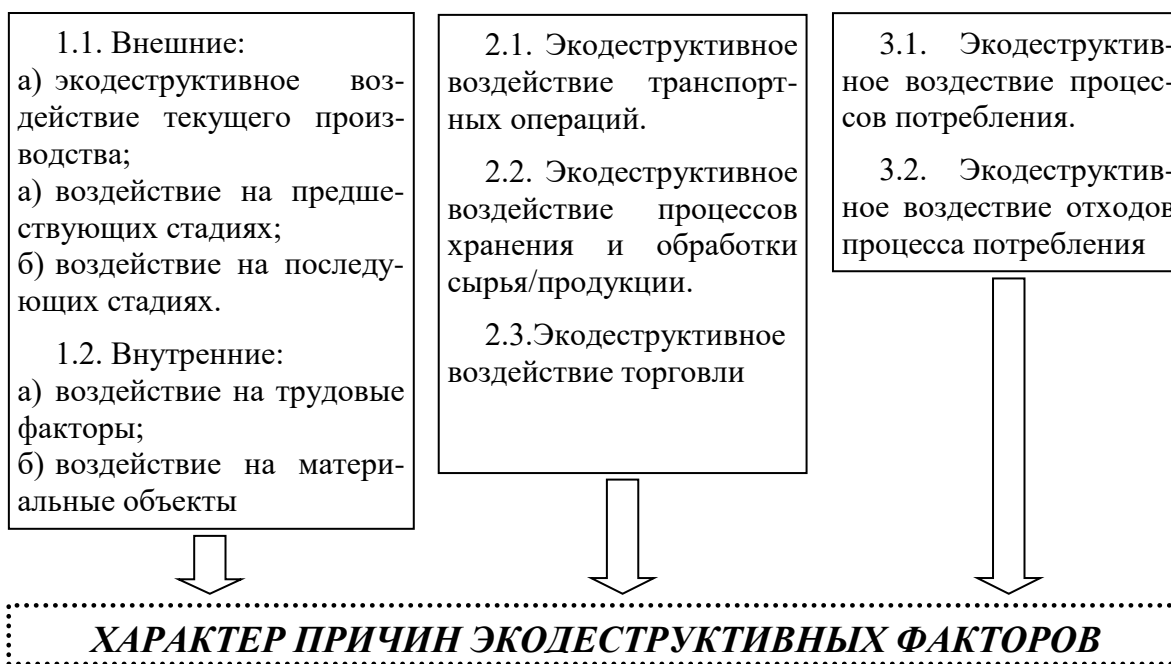 1.1. Внешние:
а) экодеструктивное воз-
действие текущего произ-
водства;
а) воздействие на предше-
ствующих стадиях;
б) воздействие на последу-
ющих стадиях.
1.2. Внутренние:
а) воздействие на трудовые
факторы;
б) воздействие на матери-
альные объекты
2.1. Экодеструктивное
воздействие транспорт-
ных операций.
2.2. Экодеструктивное
воздействие процессов
хранения и обработки
сырья/продукции.
2.3.Экодеструктивное
воздействие торговли
3.1. Экодеструктив-
ное воздествие процес-
сов потребления.
3.2. Экодеструктив-
ное воздествие отходов
процесса потребления
ХАРАКТЕР ПРИЧИН ЭКОДЕСТРУКТИВНЫХ ФАКТОРОВ